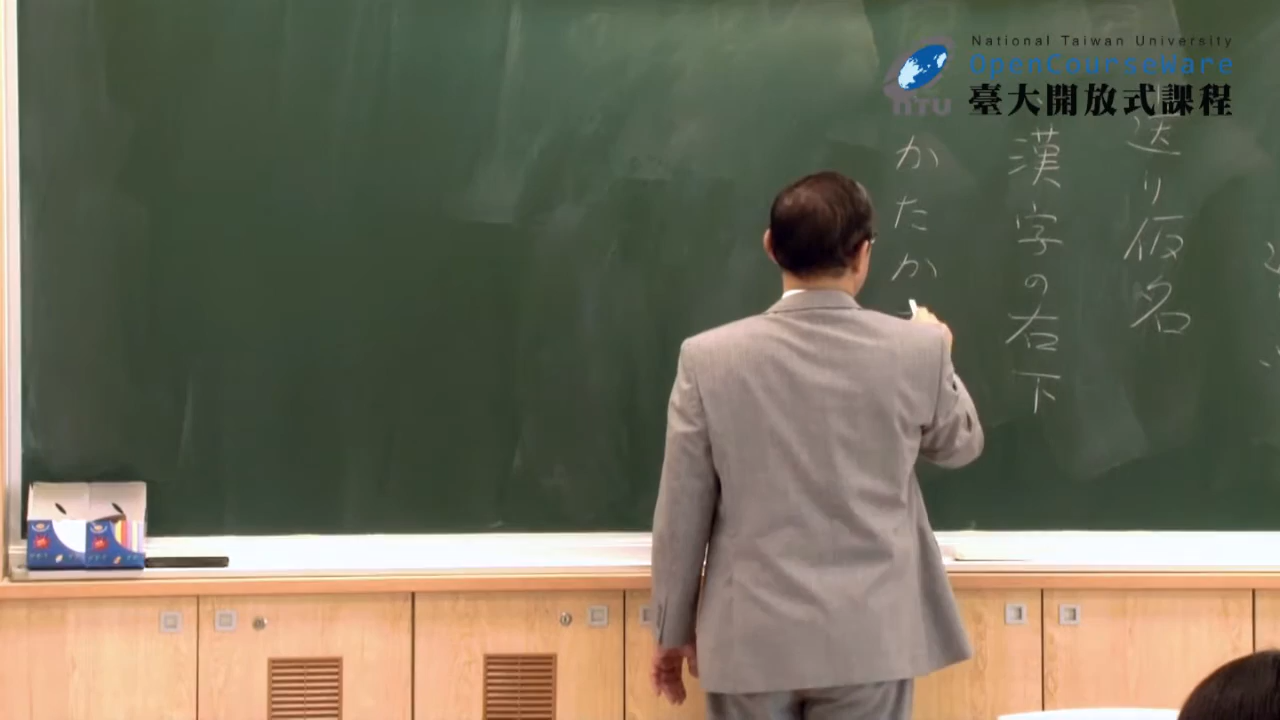 National Taiwan University
OpenCourseWare
臺大開放式課程
NTU
送り仮名
漢字の右下
かたか